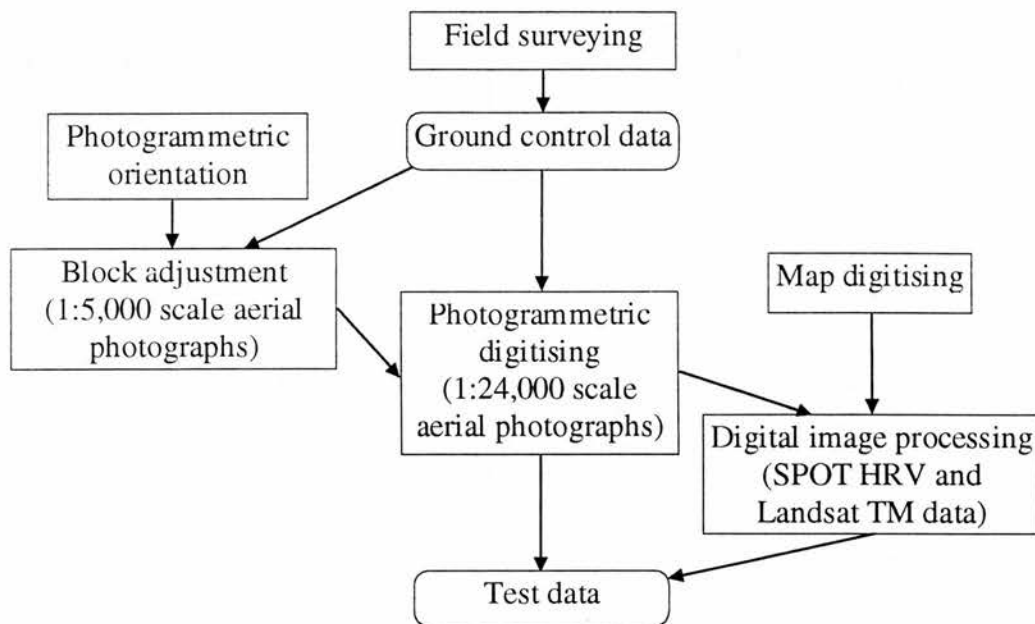 Field surveying
Ground control data
Photogrammetric
orientation
Block adjustment
(1:5,000 scale aerial
photographs)
Map digitising
Photogrammetric
digitising
(1:24,000 scale
aerial photographs)
Digital image processing
(SPOT HRV and
Landsat TM data)
Test data